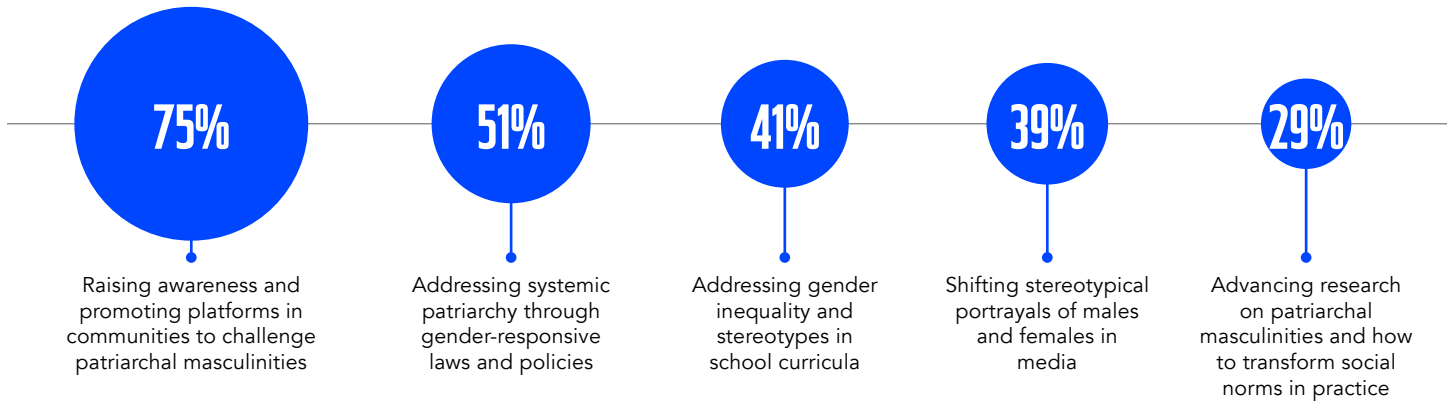 75%
51%
41%
39%
29%
Raising awareness and
promoting platforms in
communities to challenge
patriarchal masculinities
Addressing systemic
patriarchy through
gender-responsive
laws and policies
Addressing gender
inequality and
stereotypes in
school curricula
Shifting stereotypical
portrayals of males
and females in
media
Advancing research
on patriarchal
masculinities and how
to transform social
norms in practice